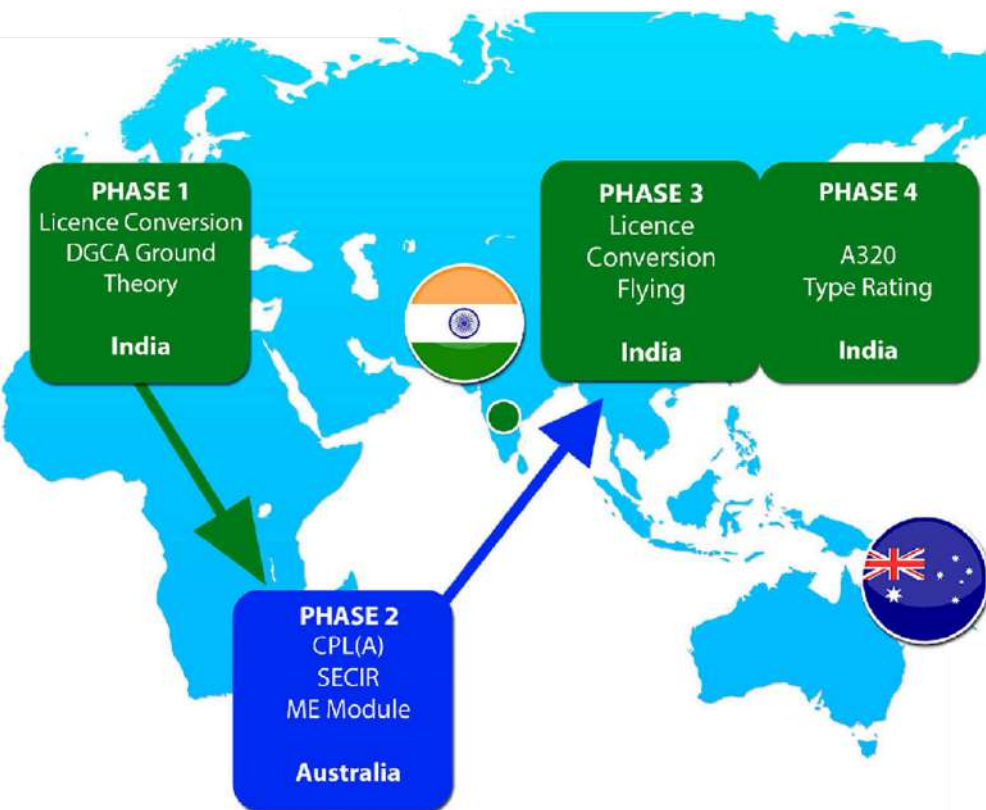 PHASE 1
Licence Conversion
DGCA Ground
Theory
India
PHASE 2
CPL(A)
SECIR
ME Module
Australia
PHASE 3
Licence
Conversion
Flying
India
PHASE 4
A320
Type Rating
India